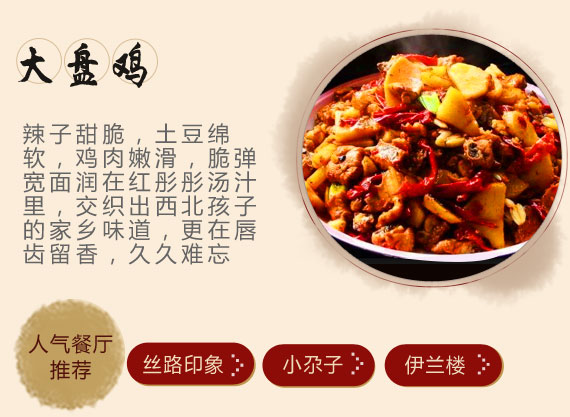 大盘鸡
辣子甜脆，土豆绵
软，鸡肉嫩滑，脆弹
宽面润在红彤彤汤汁
里，交织出西北孩子
的家乡味道，更在唇
齿留香，久久难忘
人气餐厅
推荐
丝路印象
小尕子
伊兰楼